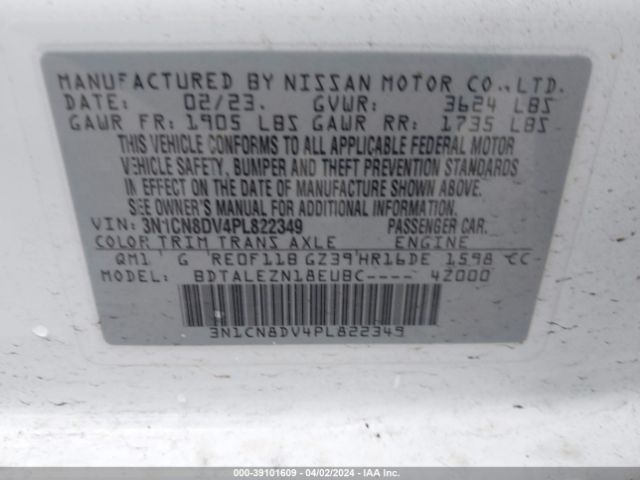 MANUFACTURED BY NISSAN MOTOR CO., LTD.
DATE: 02/23. GVWR: 3624 LBS
GAWR FR: 1905 LBS GAWR RR: 1735 LBS
THIS VEHICLE CONFORMS TO ALL APPLICABLE FEDERAL MOTOR
VEHICLE SAFETY, BUMPER AND THEFT PREVENTION STANDARDS
IN EFFECT ON THE DATE OF MANUFACTURE SHOWN ABOVE.
SEE OWNER'S MANUAL FOR ADDITIONAL INFORMATION.
VIN: 3N1CN8DV4PL822349 PASSENGER CAR.
COLOR TRIM TRANS AXLE ENGINE
QM1 G RE0F11B GZ39 HR16DE 1598 CC
MODEL: BDTALEZN18EUBC---- 4Z000
3N1CN8DV4PL822349
000-39101609 04/02/2024 - IAA Inc.